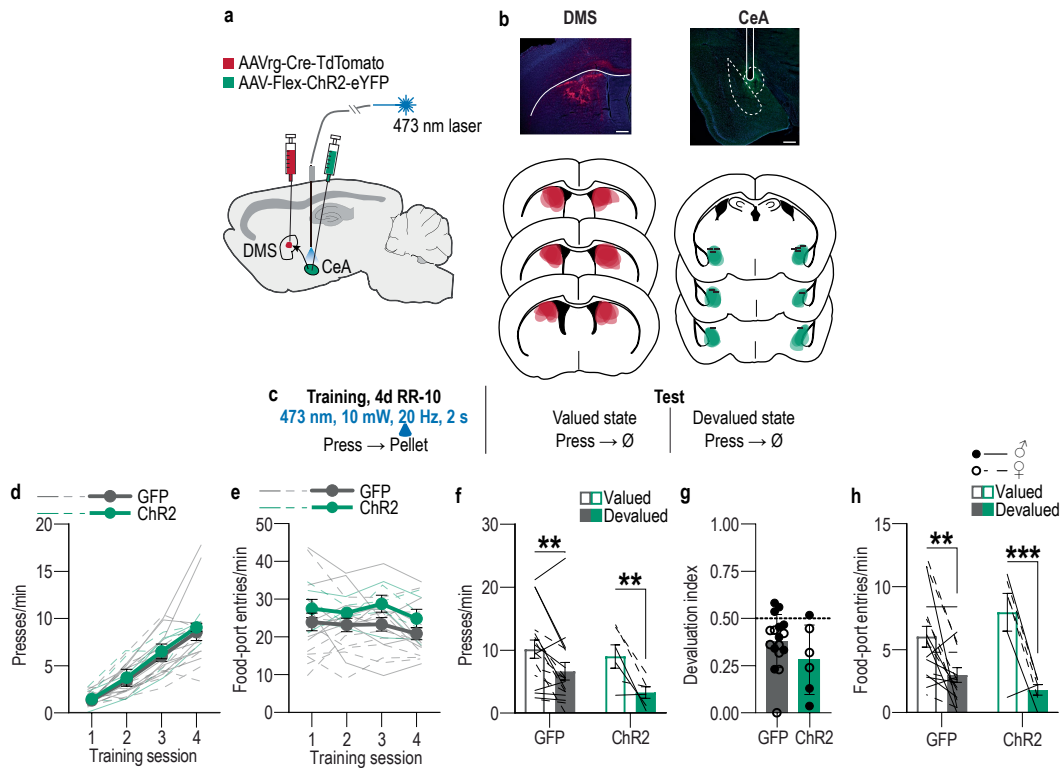 a
AAVrg-Cre-TdTomato
AAV-Flex-ChR2-eYFP
473 nm laser
DMS
CeA
b
DMS
CeA
c
Training, 4d RR-10
473 nm, 10 mW, 20 Hz, 2 s
Press → Pellet
Test
Valued state
Press → Ø
Devalued state
Press → Ø
♂
♀
d
GFP
ChR2
Presses/min
20
15
10
5
0
1 2 3 4
Training session
e
GFP
ChR2
Food-port entries/min
50
40
30
20
10
0
1 2 3 4
Training session
f
Valued
Devalued
Presses/min
30
20
10
0
**
**
GFP
ChR2
g
Devaluation index
1.00
0.75
0.50
0.25
0.00
GFP ChR2
h
Valued
Devalued
Food-port entries/min
15
10
5
0
**
***
GFP
ChR2